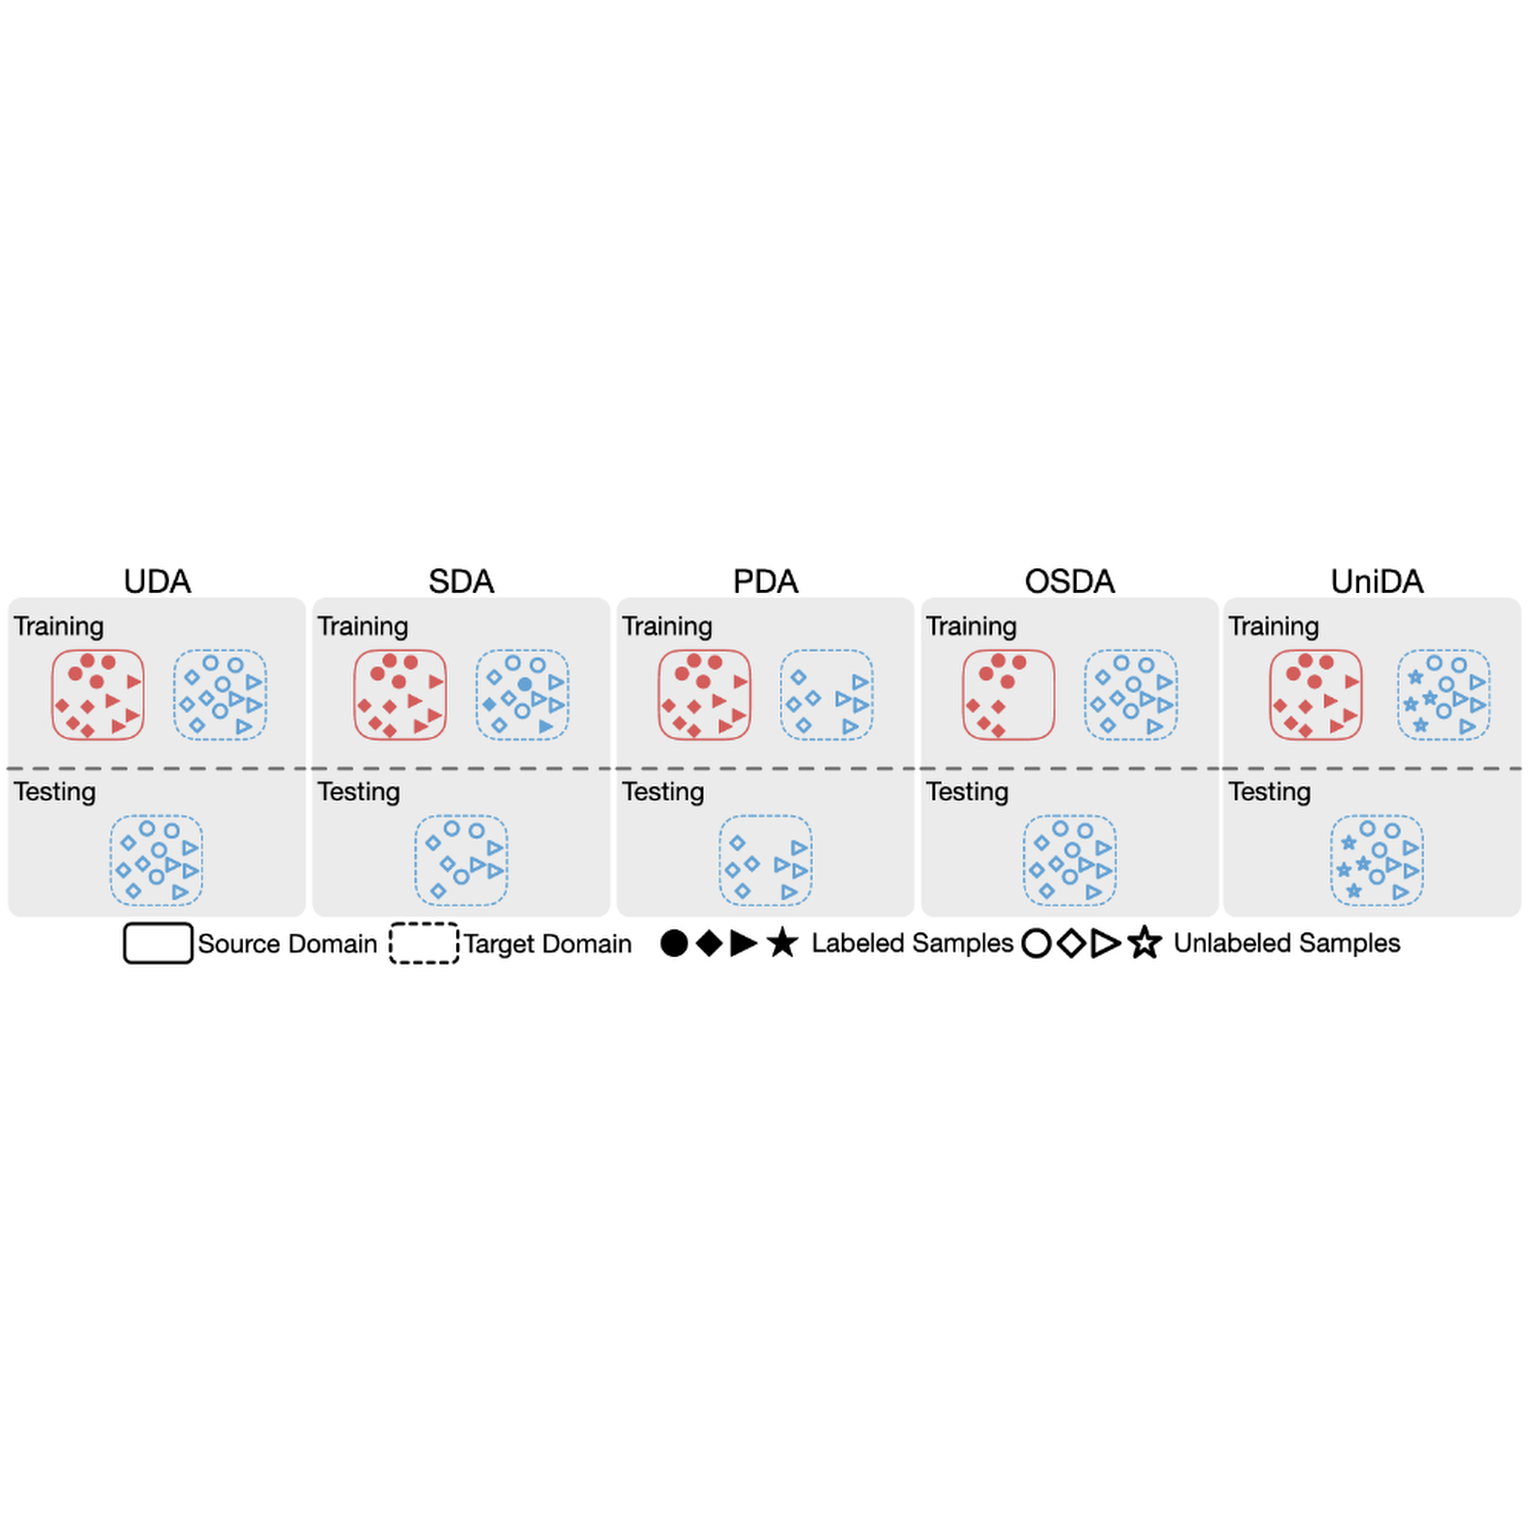 UDA SDA PDA OSDA UniDA
Training Training Training Training Training
Testing Testing Testing Testing Testing
Source Domain Target Domain Labeled Samples Unlabeled Samples